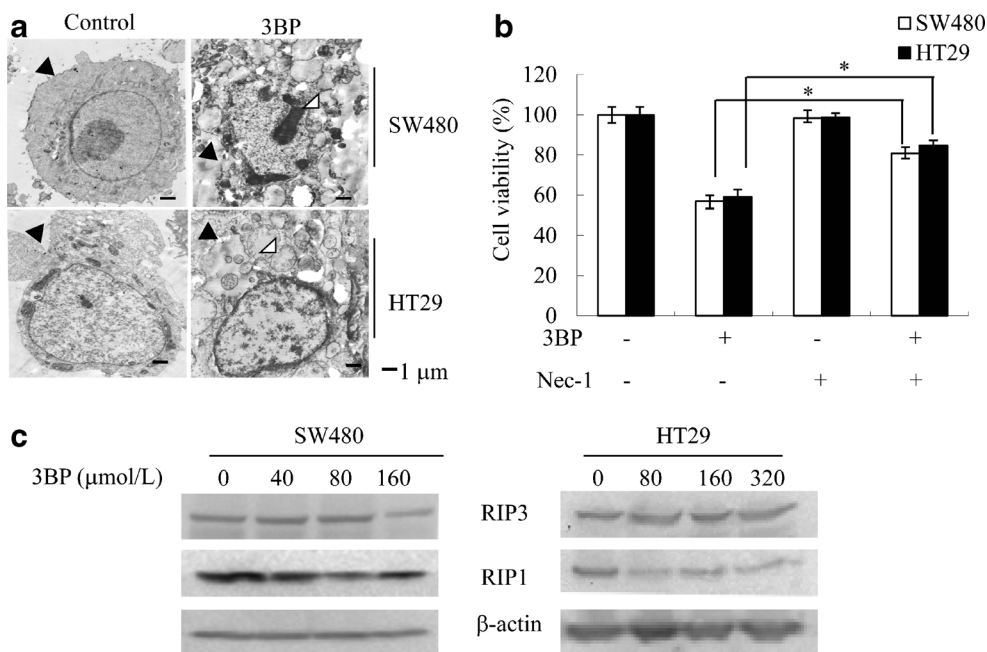 a
Control
3BP
SW480
HT29
1 μm
b
SW480
HT29
Cell viability (%)
120
100
80
60
40
20
0
*
*
3BP - + - +
Nec-1 - - + +
c
SW480
HT29
3BP (μmol/L) 0 40 80 160
0 80 160 320
RIP3
RIP1
β-actin